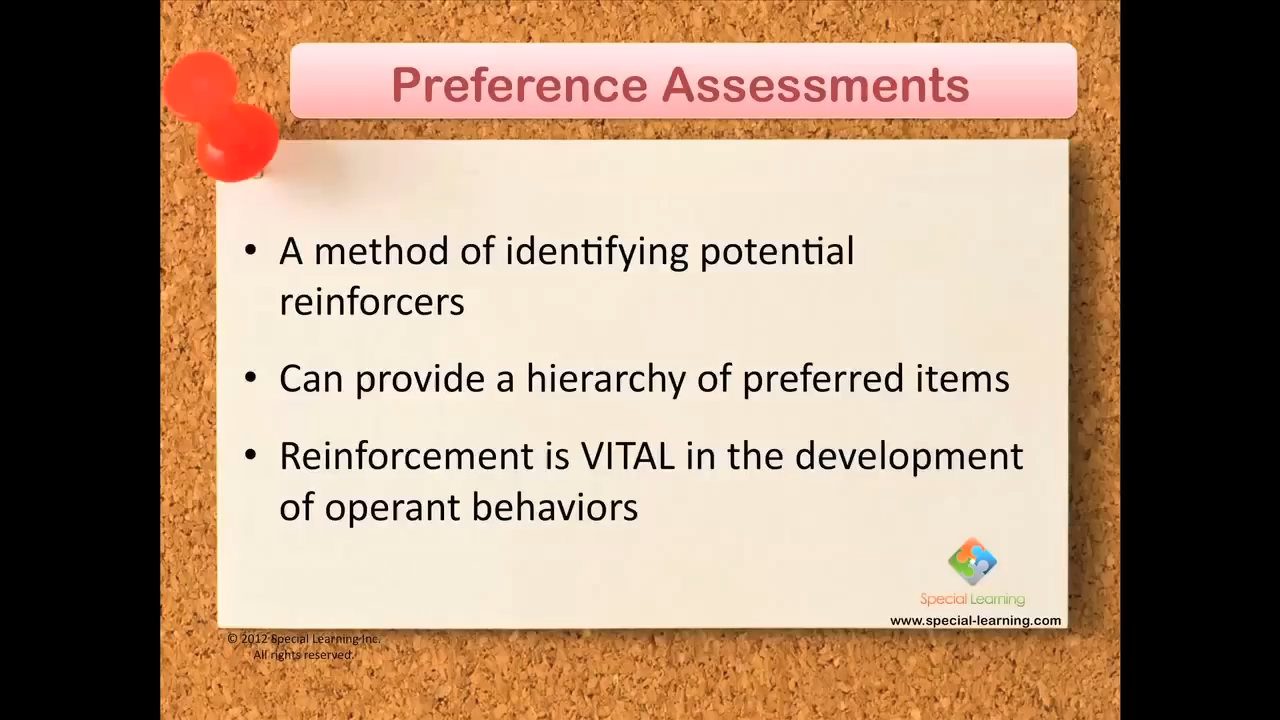 Preference Assessments
• A method of identifying potential
reinforcers
• Can provide a hierarchy of preferred items
• Reinforcement is VITAL in the development
of operant behaviors
Special Learning
www.special-learning.com
© 2012 Special Learning Inc.
All rights reserved.